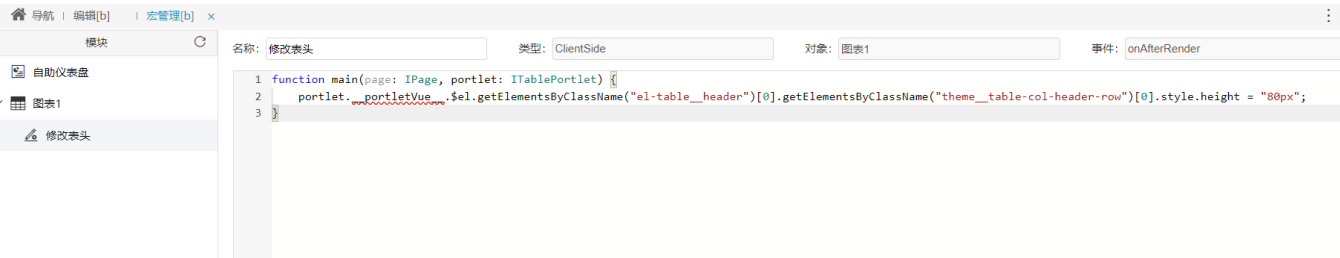 导航 编辑[b] 宏管理[b] ×
模块
名称: 修改表头 类型: ClientSide 对象: 图表1 事件: onAfterRender
自助仪表盘
图表1
修改表头
1 function main(page: IPage, portlet: ITablePortlet) {
2 portlet.__portletVue__.$el.getElementsByClassName("el-table__header")[0].getElementsByClassName("theme__table-col-header-row")[0].style.height = "80px";
3 }